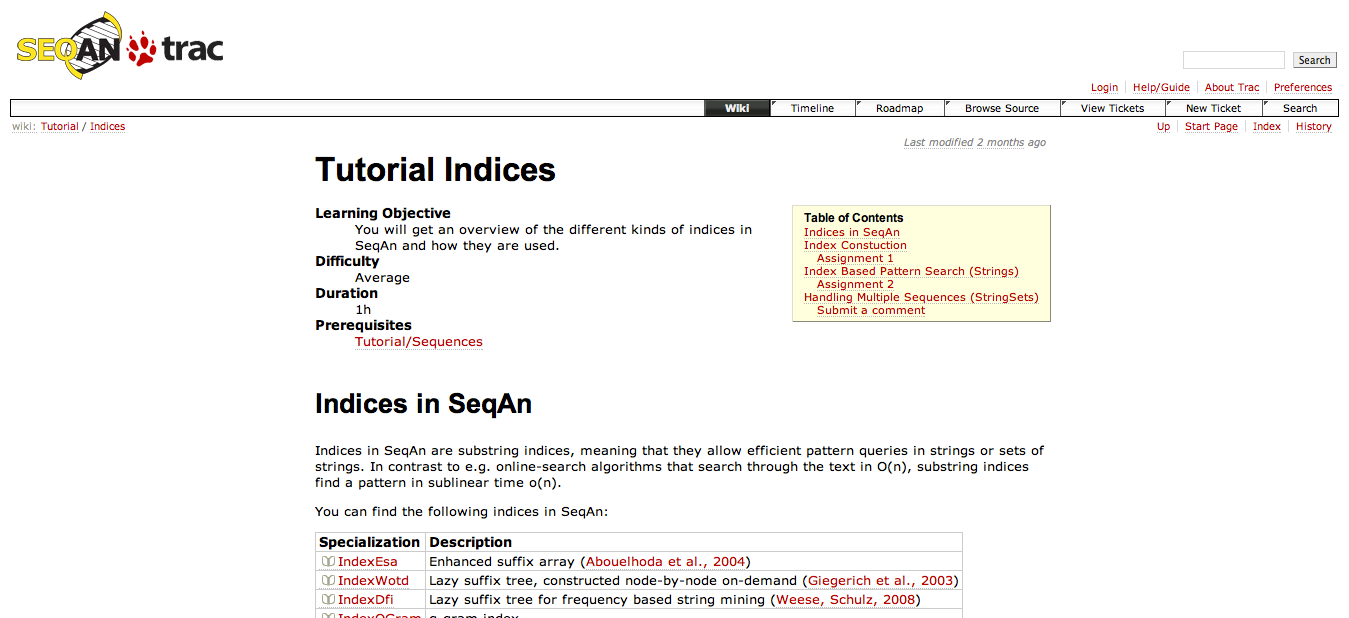 SEQAN trac
Search
Login Help/Guide About Trac Preferences
Wiki Timeline Roadmap Browse Source View Tickets New Ticket Search
wiki: Tutorial / Indices
Up Start Page Index History
Last modified 2 months ago
Tutorial Indices
Learning Objective
You will get an overview of the different kinds of indices in
SeqAn and how they are used.
Difficulty
Average
Duration
1h
Prerequisites
Tutorial/Sequences
Table of Contents
Indices in SeqAn
Index Constuction
Assignment 1
Index Based Pattern Search (Strings)
Assignment 2
Handling Multiple Sequences (StringSets)
Submit a comment
Indices in SeqAn
Indices in SeqAn are substring indices, meaning that they allow efficient pattern queries in strings or sets of
strings. In contrast to e.g. online-search algorithms that search through the text in O(n), substring indices
find a pattern in sublinear time o(n).
You can find the following indices in SeqAn:
Specialization Description
IndexEsa Enhanced suffix array (Abouelhoda et al., 2004)
IndexWotd Lazy suffix tree, constructed node-by-node on-demand (Giegerich et al., 2003)
IndexDfi Lazy suffix tree for frequency based string mining (Weese, Schulz, 2008)
IndexQGram q-gram index